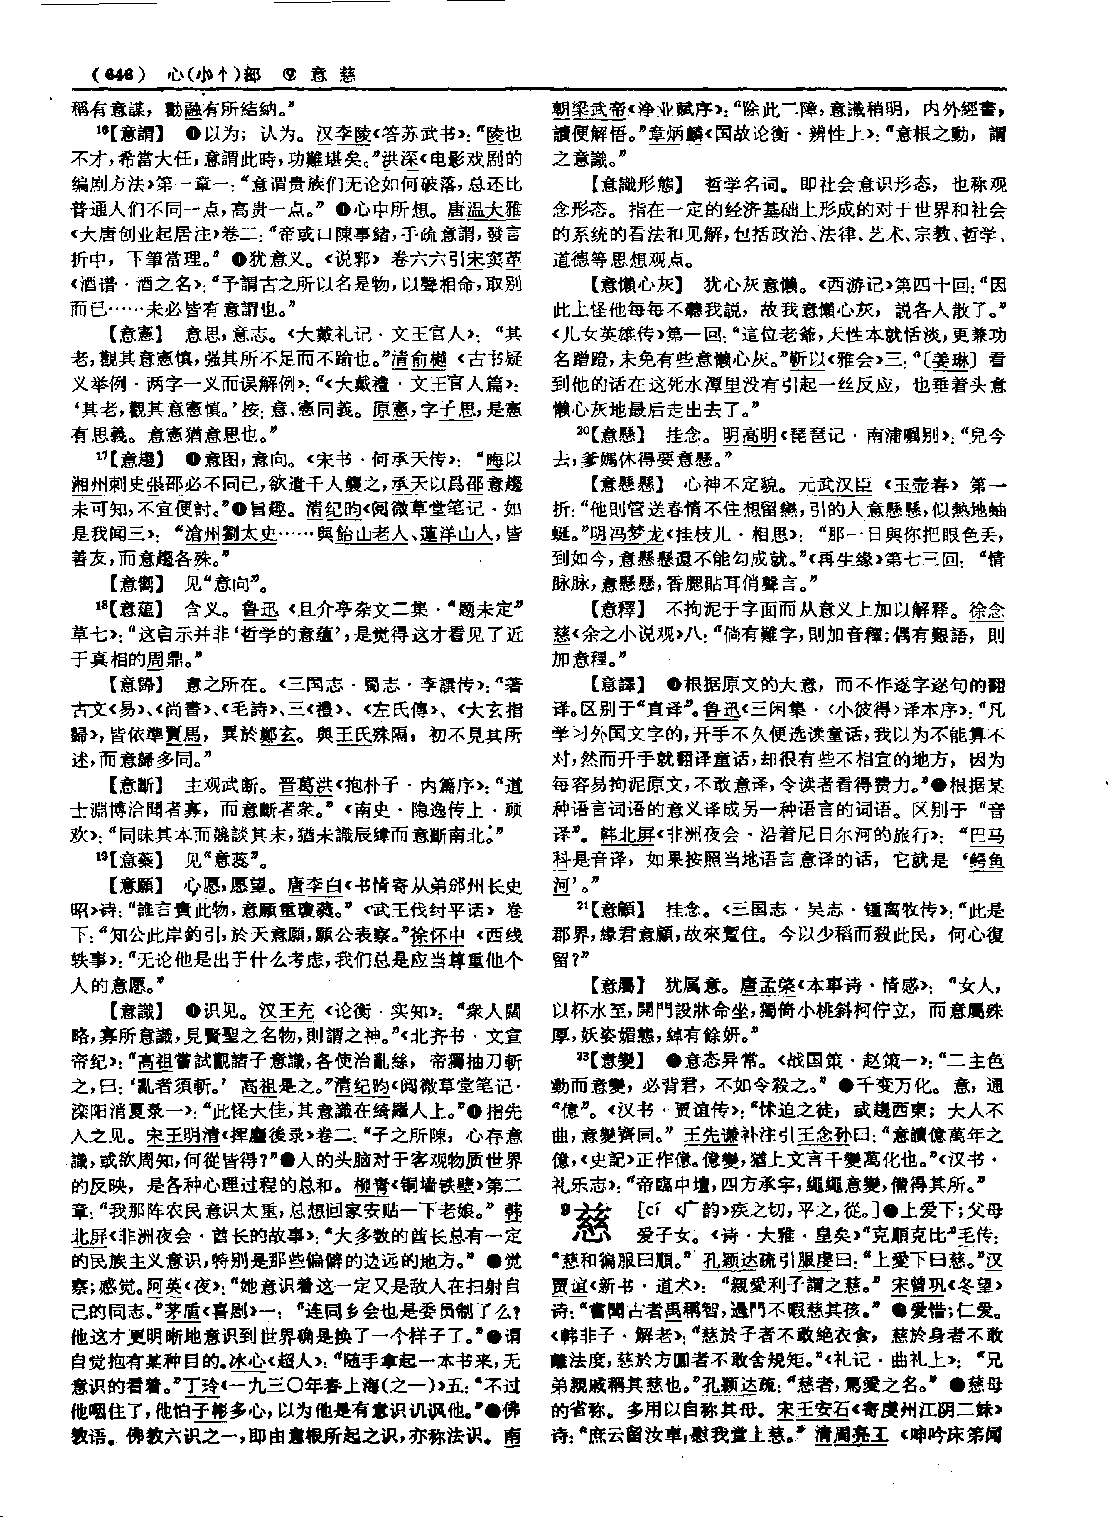 (646) 心(小忄)部 ⑨ 意 慈
稱有意謀，勸融有所结納。”
16【意謂】 ❶以为；认为。汉李陵《答苏武书》：“陵也
不才，希當大任，意謂此時，功難堪矣。”洪深《电影戏剧的
编剧方法》第一章一：“意谓贵族们无论如何破落，总还比
普通人们不同一点，高贵一点。” ❷心中所想。唐温大雅
《大唐创业起居注》卷二：“帝或口陳事緒，手疏意謂，發言
折中，下筆當理。” ❸犹意义。《说郛》卷六六引宋窦苹
《酒谱·酒之名》：“予謂古之所以名是物，以聲相命，取别
而已……未必皆有意謂也。”
【意憲】 意思，意志。《大戴礼记·文王官人》：“其
老，觀其意憲慎，强其所不足而不踰也。”清俞樾《古书疑
义举例·两字一义而误解例》：“《大戴禮·文王官人篇》：
‘其老，觀其意憲慎。’按：意、憲同義。原憲，字子思，是憲
有思義。意憲猶意思也。”
17【意趨】 ❶意图，意向。《宋书·何承天传》：“晦以
湘州刺史張邵必不同己，欲遣千人襲之，承天以爲邵意趨
未可知，不宜便討。”❷旨趣。清纪昀《阅微草堂笔记·如
是我闻三》：“滄州劉太史……與飴山老人、蓮洋山人，皆
善友，而意趨各殊。”
【意嚮】 见“意向”。
18【意蕴】 含义。鲁迅《且介亭杂文二集·“题未定”
草七》：“这自示并非‘哲学的意蕴’，是觉得这才看见了近
于真相的周鼎。”
【意歸】 意之所在。《三国志·蜀志·李譔传》：“著
古文《易》、《尚書》、《毛詩》、三《禮》、《左氏傳》、《太玄指
歸》，皆依準賈馬，異於鄭玄。與王氏殊隔，初不見其所
述，而意歸多同。”
【意斷】 主观武断。晋葛洪《抱朴子·内篇序》：“道
士淵博洽聞者寡，而意斷者衆。”《南史·隐逸传上·顾
欢》：“同昧其本而競談其末，猶未識辰緯而意斷南北。”
19【意蘂】 见“意蕊”。
【意願】 心愿，愿望。唐李白《书情寄从弟邠州长史
昭》诗：“誰言貴此物，意願重瓊蕤。”《武王伐纣平话》卷
下：“知公此岸釣引，於天意願，願公表察。”徐怀中《西线
轶事》：“无论他是出于什么考虑，我们总是应当尊重他个
人的意愿。”
【意識】 ❶识见。汉王充《论衡·实知》：“衆人闊
略，寡所意識，見賢聖之名物，則謂之神。”《北齐书·文宣
帝纪》：“高祖嘗試觀諸子意識，各使治亂絲，帝獨抽刀斬
之，曰：‘亂者須斬。’高祖是之。”清纪昀《阅微草堂笔记·
滦阳消夏录一》：“此怪大佳，其意識在绮羅人上。”❷指先
入之见。宋王明清《挥麈後录》卷二：“子之所陳，心存意
識，或欲周知，何從皆得？”❸人的头脑对于客观物质世界
的反映，是各种心理过程的总和。柳青《铜墙铁壁》第二
章：“我那阵农民意识太重，总想回家安贴一下老娘。”韩
北屏《非洲夜会·酋长的故事》：“大多数的酋长总有一定
的民族主义意识，特别是那些偏僻的边远的地方。” ❹觉
察；感觉。阿英《夜》：“她意识着这一定又是敌人在扫射自
己的同志。”茅盾《喜剧》一：“连同乡会也是委员制了么？
他这才更明晰地意识到世界确是换了一个样子了。”❺谓
自觉抱有某种目的。冰心《超人》：“随手拿起一本书来，无
意识的看着。”丁玲《一九三〇年春上海（之一）》五：“不过
他咽住了，他怕子彬多心，以为他是有意识讥讽他。”❻佛
教语。佛教六识之一，即由意根所起之识，亦称法识。南
朝梁武帝《净业赋序》：“除此二障，意識稍明，内外經書，
讀便解悟。”章炳麟《国故论衡·辨性上》：“意根之動，謂
之意識。”
【意識形態】 哲学名词。即社会意识形态，也称观
念形态。指在一定的经济基础上形成的对于世界和社会
的系统的看法和见解，包括政治、法律、艺术、宗教、哲学、
道德等思想观点。
【意懶心灰】 犹心灰意懒。《西游记》第四十回：“因
此上怪他每每不聽我説，故我意懶心灰，説各人散了。”
《儿女英雄传》第一回：“這位老爺，天性本就恬淡，更兼功
名蹭蹬，未免有些意懶心灰。”靳以《雅会》三：“〔姜琳〕看
到他的话在这死水潭里没有引起一丝反应，也垂着头意
懒心灰地最后走出去了。”
20【意懸】 挂念。明高明《琵琶记·南浦嘱别》：“兒今
去，爹媽休得要意懸。”
【意懸懸】 心神不定貌。元武汉臣《玉壶春》第一
折：“他則管送春情不住相留戀，引的人意懸懸，似熱地蚰
蜒。”明冯梦龙《挂枝儿·相思》：“那一日與你把眼色丢，
到如今，意懸懸還不能勾成就。”《再生缘》第七三回：“情
脉脉，意懸懸，香腮貼耳俏聲言。”
【意釋】 不拘泥于字面而从意义上加以解释。徐念
慈《余之小说观》八：“倘有難字，則加音釋；偶有艱語，則
加意釋。”
【意譯】 ❶根据原文的大意，而不作逐字逐句的翻
译。区别于“直译”。鲁迅《三闲集·〈小彼得〉译本序》：“凡
学习外国文字的，开手不久便选读童话，我以为不能算不
对，然而开手就翻译童话，却很有些不相宜的地方，因为
每容易拘泥原文，不敢意译，令读者看得费力。”❷根据某
种语言词语的意义译成另一种语言的词语。区别于“音
译”。韩北屏《非洲夜会·沿着尼日尔河的旅行》：“巴马
科是音译，如果按照当地语言意译的话，它就是‘鳄鱼
河’。”
21【意顧】 挂念。《三国志·吴志·锺离牧传》：“此是
郡界，緣君意顧，故來蹔住。今以少稻而殺此民，何心復
留？”
【意屬】 犹属意。唐孟棨《本事诗·情感》：“女人，
以杯水至，開門設牀命坐，獨倚小桃斜柯佇立，而意屬殊
厚，妖姿媚態，綽有餘妍。”
23【意變】 ❶意态异常。《战国策·赵策一》：“二主色
動而意變，必背君，不如令殺之。” ❷千变万化。意，通
“億”。《汉书·贾谊传》：“怵迫之徒，或趨西東；大人不
曲，意變齊同。”王先谦补注引王念孙曰：“意讀億萬年之
億，《史記》正作億。億變，猶上文言千變萬化也。”《汉书·
礼乐志》：“帝臨中壇，四方承宇，繩繩意變，備得其所。”
9慈 [cí 《广韵》疾之切，平之，從。]❶上爱下；父母
爱子女。《诗·大雅·皇矣》“克順克比”毛传：
“慈和徧服曰順。”孔颖达疏引服虔曰：“上愛下曰慈。”汉
贾谊《新书·道术》：“親愛利子謂之慈。”宋曾巩《冬望》
诗：“嘗聞古者禹稱智，過門不暇慈其孩。” ❷爱惜；仁爱。
《韩非子·解老》：“慈於子者不敢絶衣食，慈於身者不敢
離法度，慈於方圓者不敢舍規矩。”《礼记·曲礼上》：“兄
弟親戚稱其慈也。”孔颖达疏：“慈者，篤愛之名。” ❸慈母
的省称。多用以自称其母。宋王安石《寄虔州江阴二妹》
诗：“庶云留汝車，慰我堂上慈。”清周亮工《呻吟床第闻